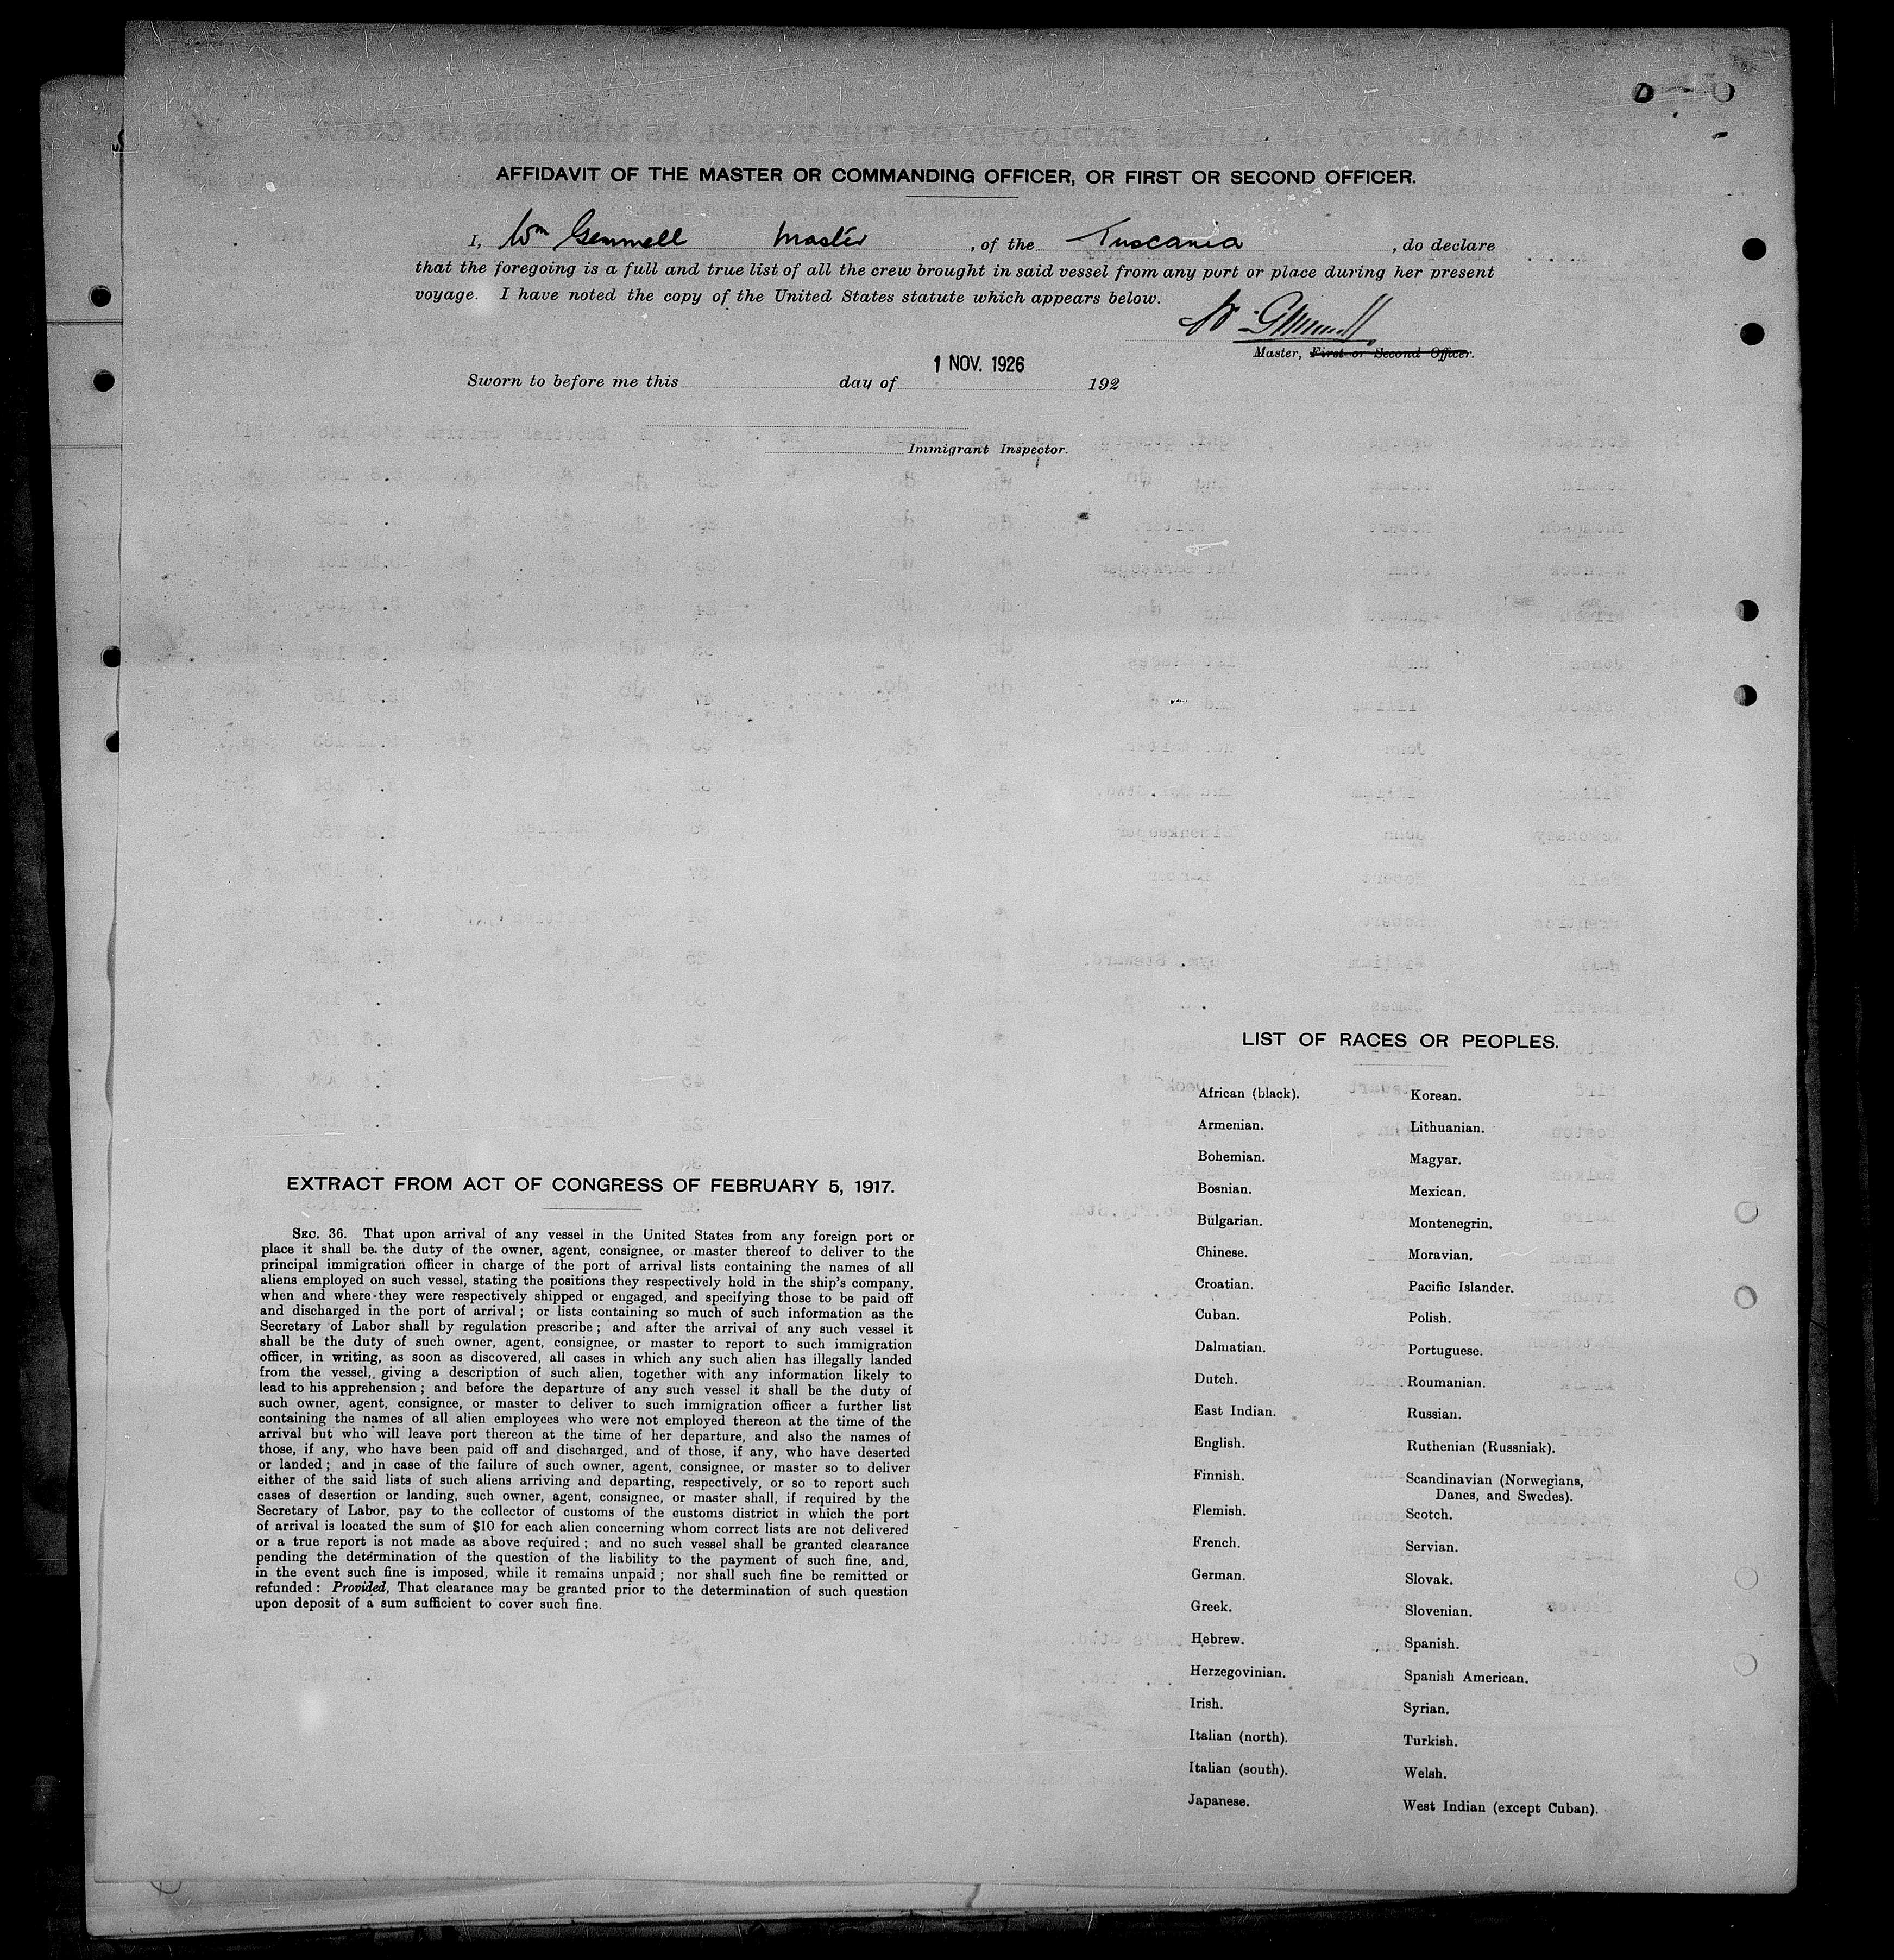 AFFIDAVIT OF THE MASTER OR COMMANDING OFFICER, OR FIRST OR SECOND OFFICER.
I, Wm Gemmell Master, of the Tuscania, do declare
that the foregoing is a full and true list of all the crew brought in said vessel from any port or place during her present
voyage. I have noted the copy of the United States statute which appears below.
W. Gemmell
Master, First or Second Officer.
1 NOV. 1926
Sworn to before me this day of 192
Immigrant Inspector.
LIST OF RACES OR PEOPLES.
African (black).
Armenian.
Bohemian.
Bosnian.
Bulgarian.
Chinese.
Croatian.
Cuban.
Dalmatian.
Dutch.
East Indian.
English.
Finnish.
Flemish.
French.
German.
Greek.
Hebrew.
Herzegovinian.
Irish.
Italian (north).
Italian (south).
Japanese.
Korean.
Lithuanian.
Magyar.
Mexican.
Montenegrin.
Moravian.
Pacific Islander.
Polish.
Portuguese.
Roumanian.
Russian.
Ruthenian (Russniak).
Scandinavian (Norwegians,
Danes, and Swedes).
Scotch.
Servian.
Slovak.
Slovenian.
Spanish.
Spanish American.
Syrian.
Turkish.
Welsh.
West Indian (except Cuban).
EXTRACT FROM ACT OF CONGRESS OF FEBRUARY 5, 1917.
SEC. 36. That upon arrival of any vessel in the United States from any foreign port or
place it shall be the duty of the owner, agent, consignee, or master thereof to deliver to the
principal immigration officer in charge of the port of arrival lists containing the names of all
aliens employed on such vessel, stating the positions they respectively hold in the ship's company,
when and where they were respectively shipped or engaged, and specifying those to be paid off
and discharged in the port of arrival; or lists containing so much of such information as the
Secretary of Labor shall by regulation prescribe; and after the arrival of any such vessel it
shall be the duty of such owner, agent, consignee, or master to report to such immigration
officer, in writing, as soon as discovered, all cases in which any such alien has illegally landed
from the vessel, giving a description of such alien, together with any information likely to
lead to his apprehension; and before the departure of any such vessel it shall be the duty of
such owner, agent, consignee, or master to deliver to such immigration officer a further list
containing the names of all alien employees who were not employed thereon at the time of the
arrival but who will leave port thereon at the time of her departure, and also the names of
those, if any, who have been paid off and discharged, and of those, if any, who have deserted
or landed; and in case of the failure of such owner, agent, consignee, or master so to deliver
either of the said lists of such aliens arriving and departing, respectively, or so to report such
cases of desertion or landing, such owner, agent, consignee, or master shall, if required by the
Secretary of Labor, pay to the collector of customs of the customs district in which the port
of arrival is located the sum of $10 for each alien concerning whom correct lists are not delivered
or a true report is not made as above required; and no such vessel shall be granted clearance
pending the determination of the question of the liability to the payment of such fine, and,
in the event such fine is imposed, while it remains unpaid; nor shall such fine be remitted or
refunded: Provided, That clearance may be granted prior to the determination of such question
upon deposit of a sum sufficient to cover such fine.